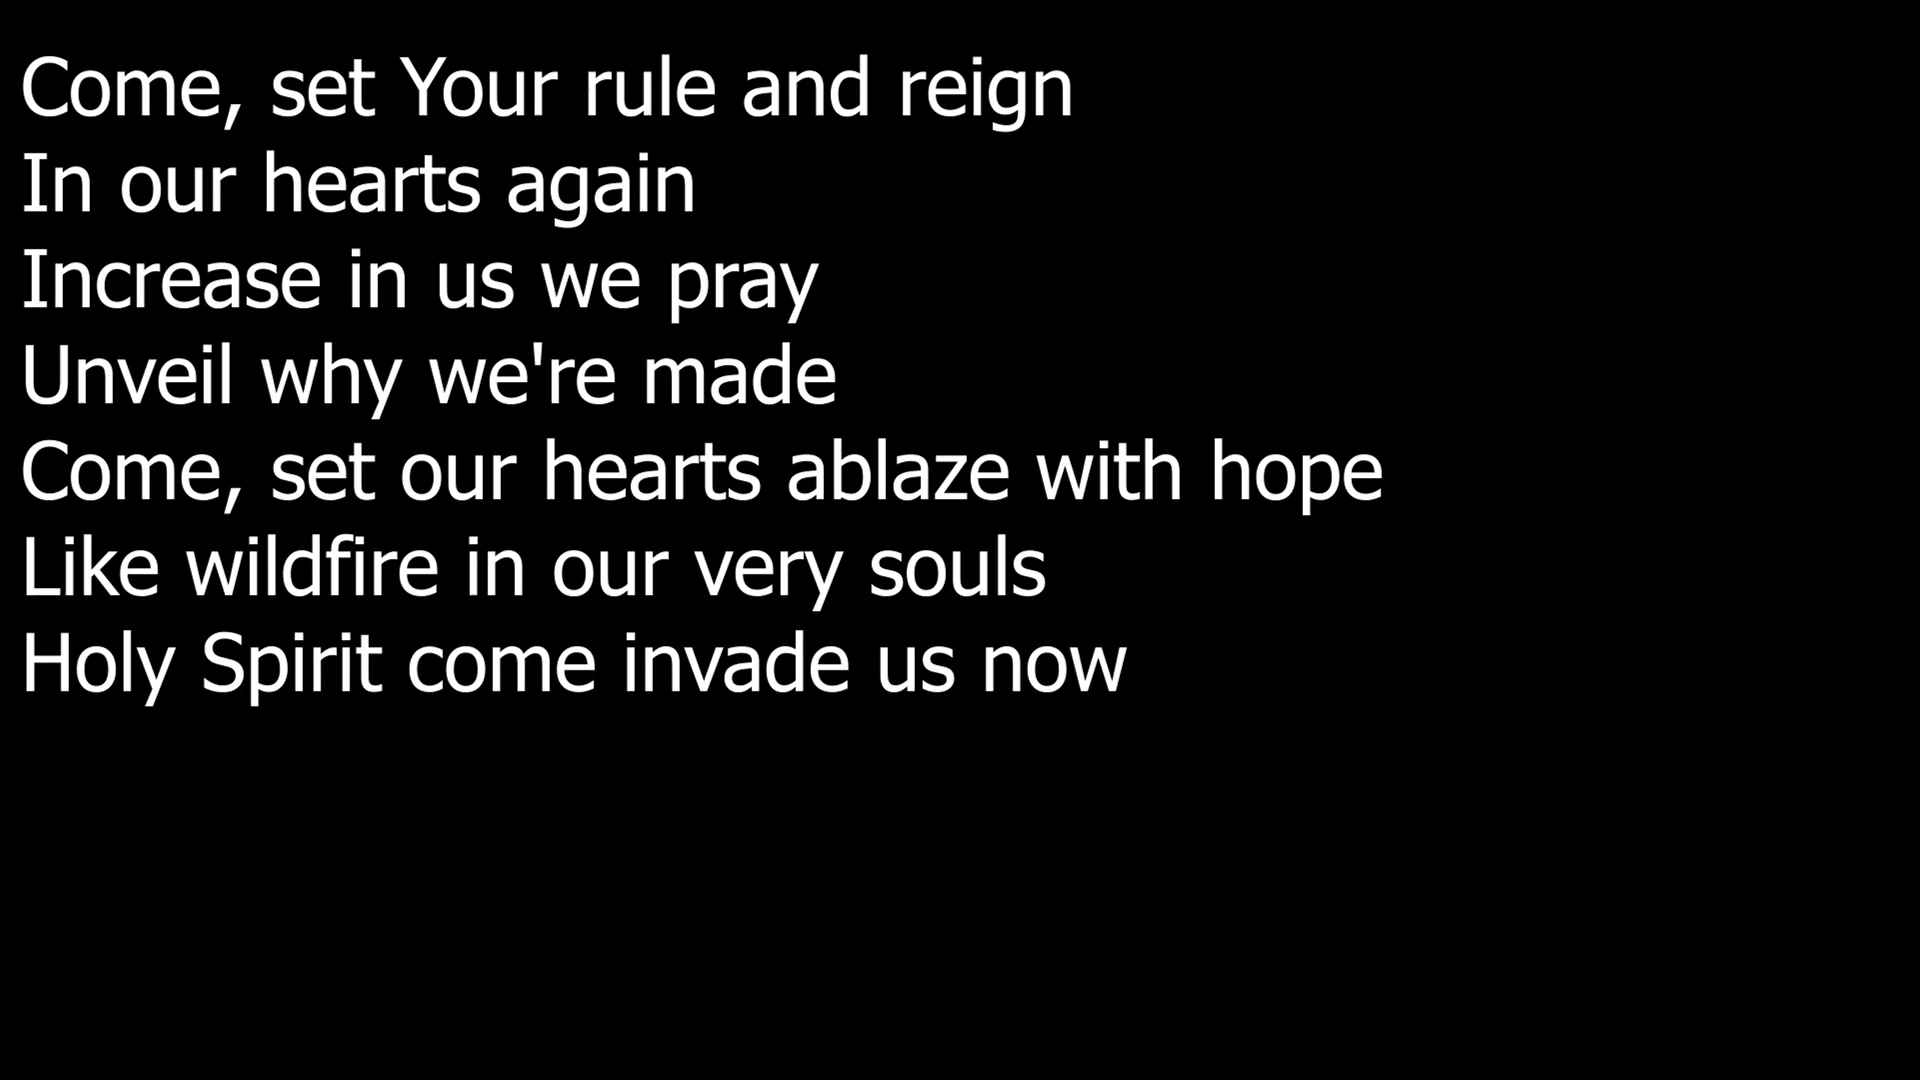 Come, set Your rule and reign
In our hearts again
Increase in us we pray
Unveil why we're made
Come, set our hearts ablaze with hope
Like wildfire in our very souls
Holy Spirit come invade us now